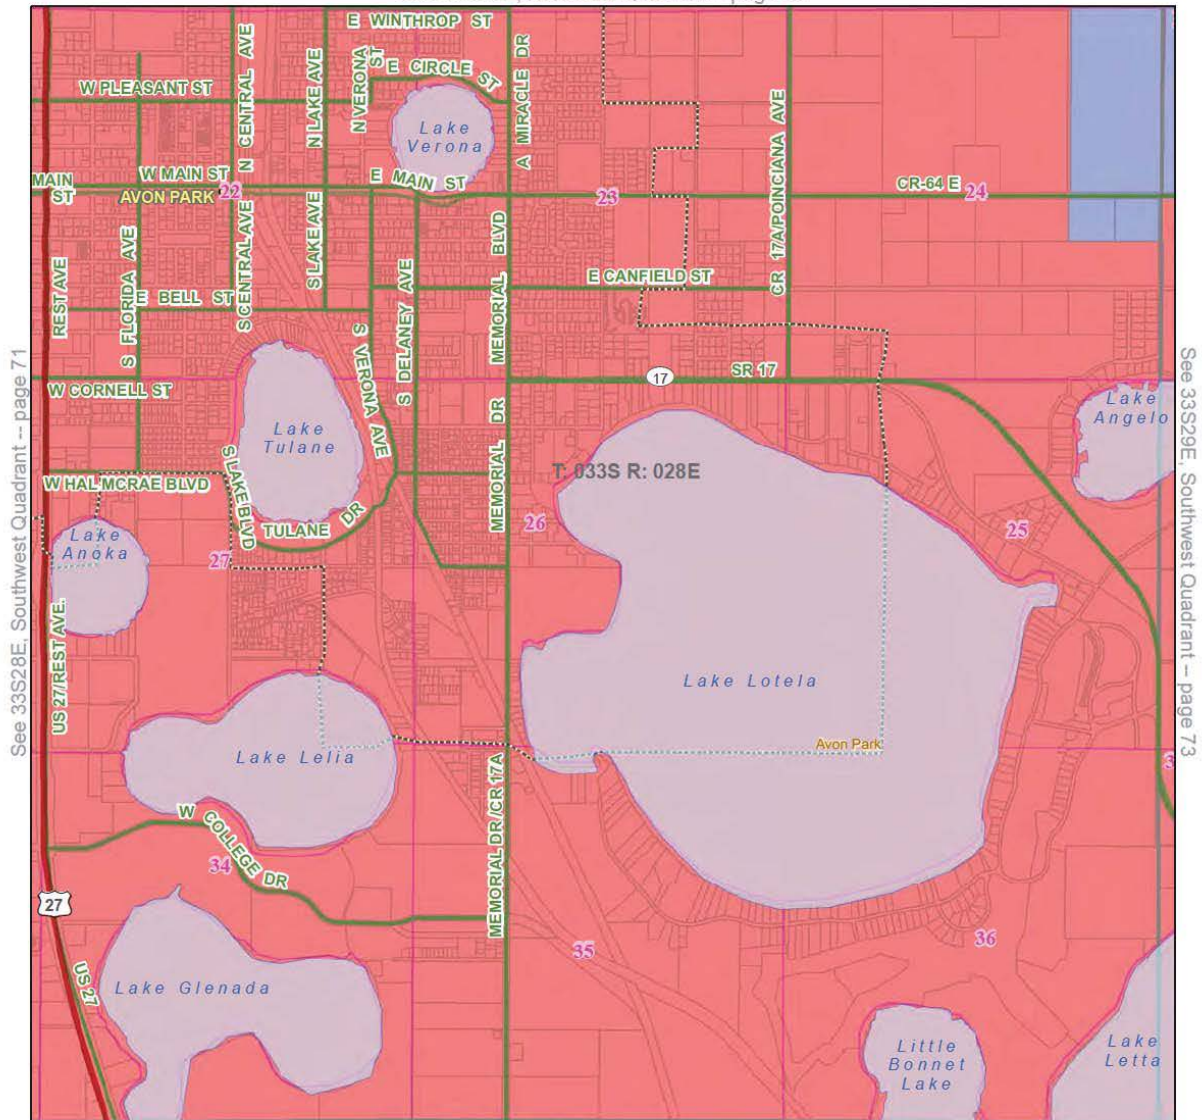 E WINTHROP ST
N CENTRAL AVE
N LAKE AVE
N VERONA ST
E CIRCLE ST
A MIRACLE DR
W PLEASANT ST
Lake
Verona
CR 17A/POINCIANA AVE
MAIN
ST
W MAIN ST
E MAIN ST
AVON PARK
22
23
CR-64 E
24
REST AVE
S FLORIDA AVE
S CENTRAL AVE
S LAKE AVE
S DELANEY AVE
MEMORIAL BLVD
E CANFIELD ST
E BELL ST
S VERONA AVE
See 33S28E, Southwest Quadrant -- page 71
See 33S29E, Southwest Quadrant -- page 73
W CORNELL ST
17
SR 17
Lake
Angelo
Lake
Tulane
MEMORIAL DR
T: 033S R: 028E
W HAL MCRAE BLVD
S LAKE BLVD
TULANE DR
26
25
Lake
Anoka
27
US 27/REST AVE.
Lake Lotela
Lake Lelia
Avon Park
MEMORIAL DR /CR 17A
W COLLEGE DR
34
27
35
36
US 27
Lake Glenada
Little
Bonnet
Lake
Lake
Letta